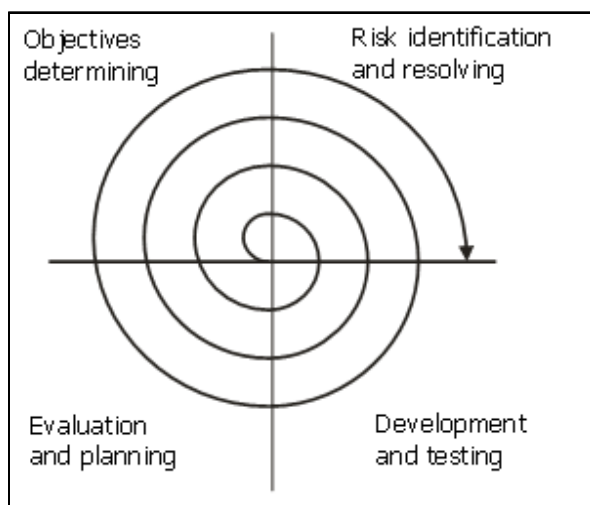 Objectives
determining
Risk identification
and resolving
Evaluation
and planning
Development
and testing